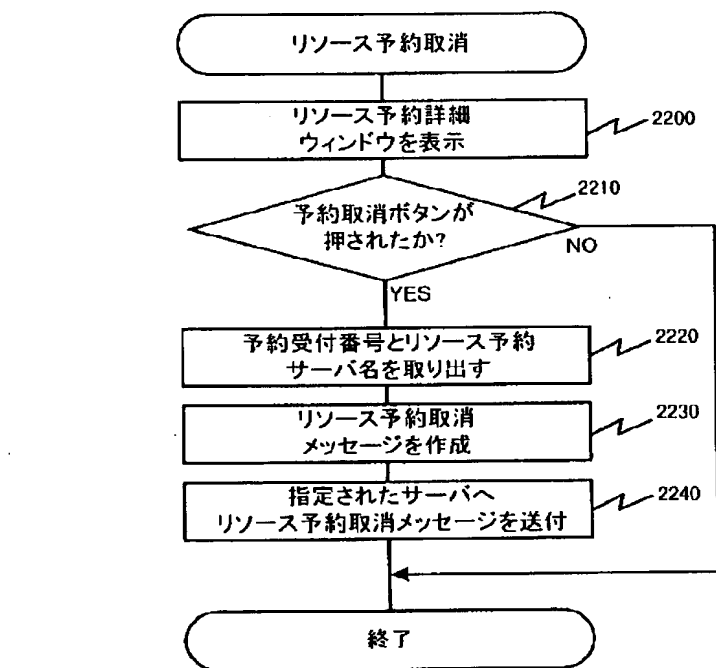 リソース予約取消
リソース予約詳細
ウィンドウを表示
2200
予約取消ボタンが
押されたか?
2210
NO
YES
予約受付番号とリソース予約
サーバ名を取り出す
2220
リソース予約取消
メッセージを作成
2230
指定されたサーバへ
リソース予約取消メッセージを送付
2240
終了